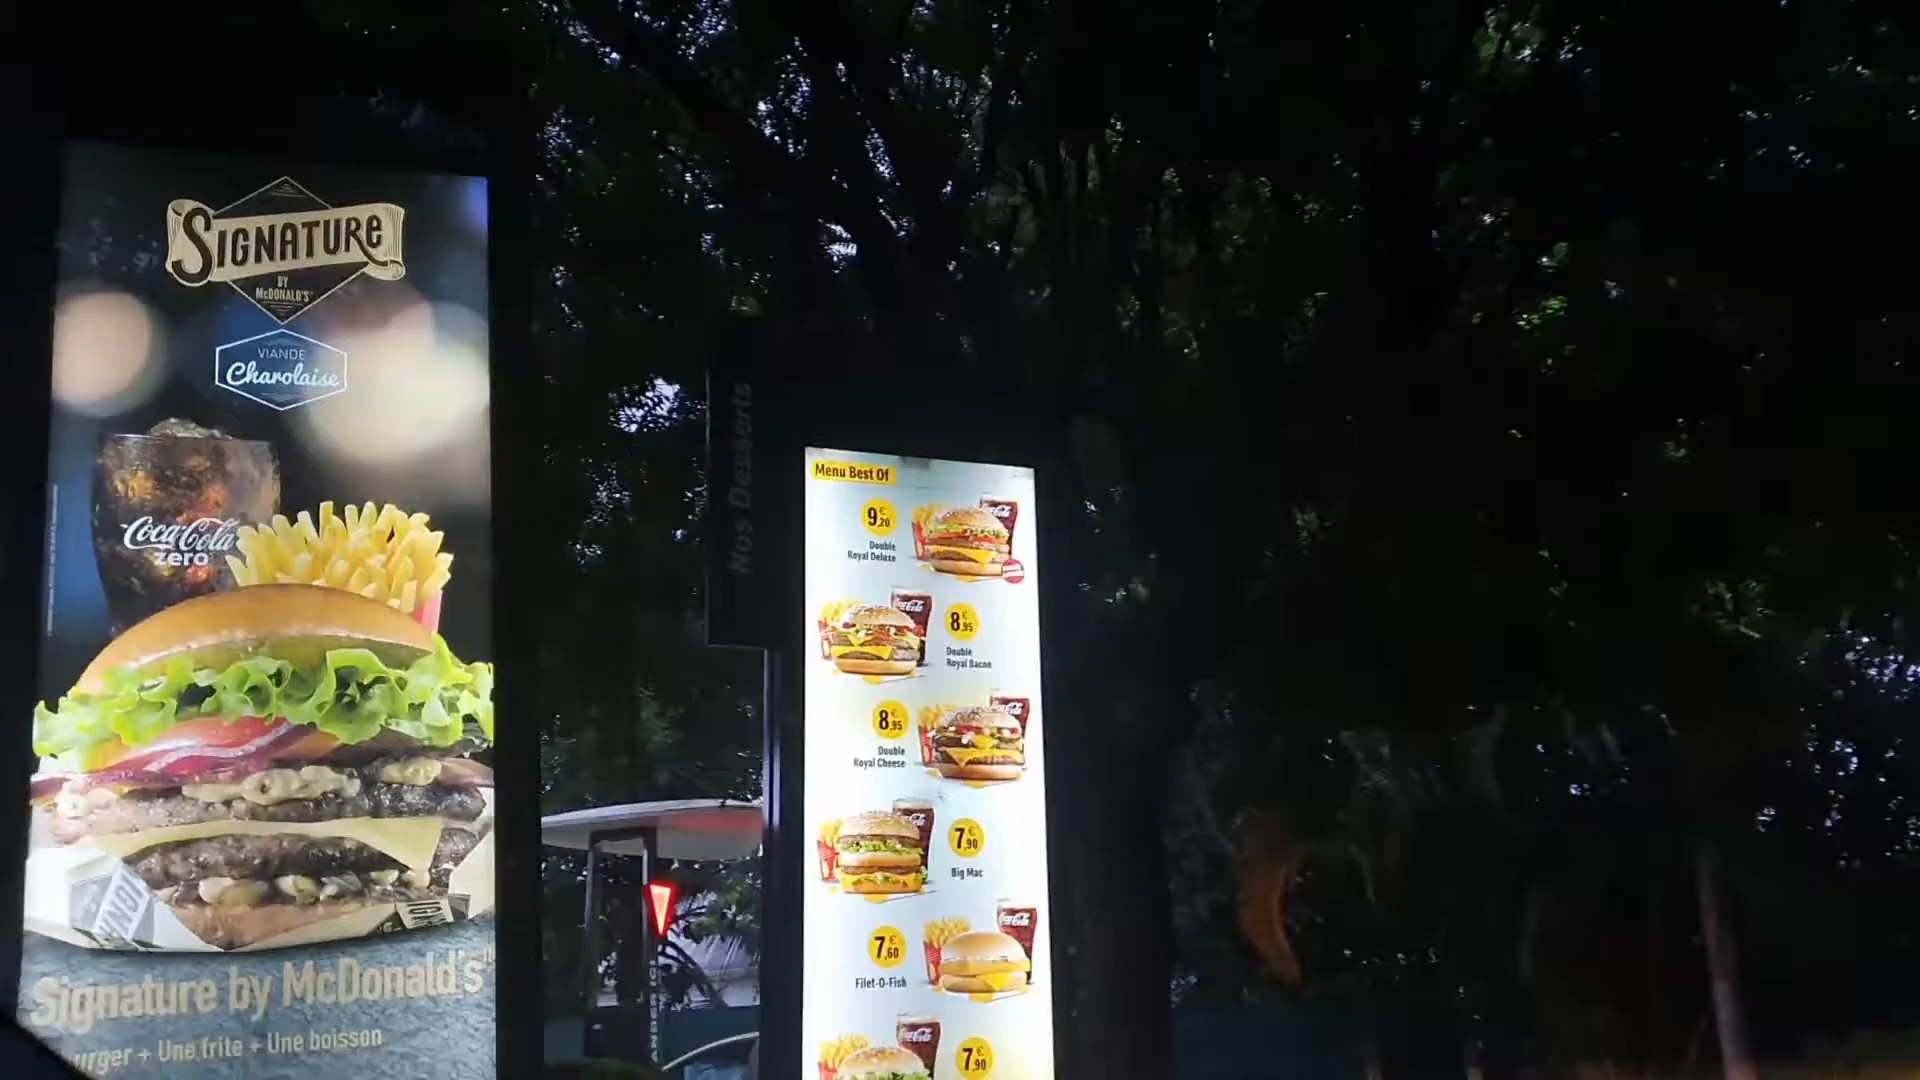 SIGNATURE
BY
McDONALD'S™
VIANDE
Charolaise
Coca-Cola
zero
Signature by McDonald's™
urger + Une frite + Une boisson
Nos Desserts
Menu Best Of
9€,20
Double
Royal Deluxe
8€,95
Double
Royal Bacon
8€,95
Double
Royal Cheese
7€,90
Big Mac
7€,60
Filet-O-Fish
7€,90